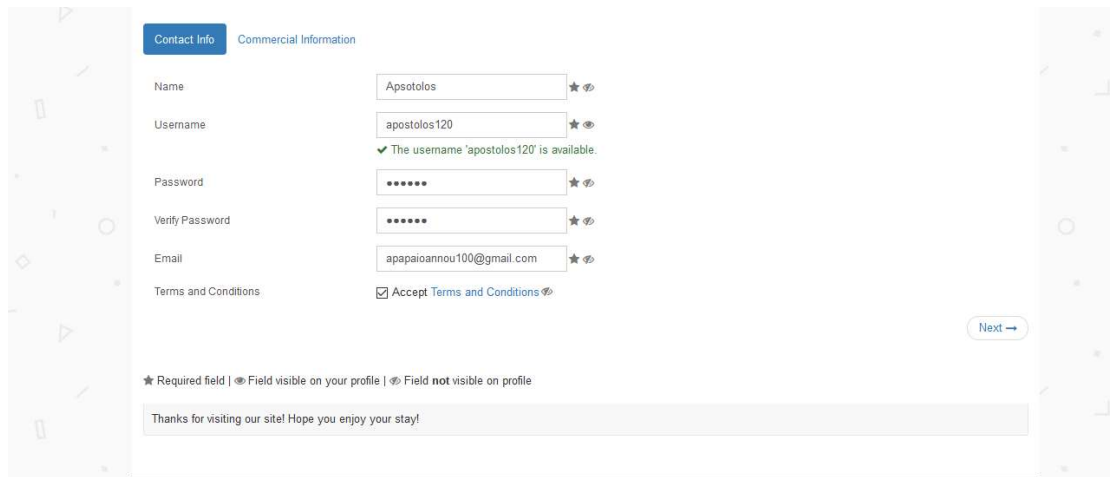 Contact Info Commercial Information
Name Apsotolos
Username apostolos120
The username 'apostolos120' is available.
Password ••••••
Verify Password ••••••
Email apapaioannou100@gmail.com
Terms and Conditions Accept Terms and Conditions
Next →
★ Required field | Field visible on your profile | Field not visible on profile
Thanks for visiting our site! Hope you enjoy your stay!